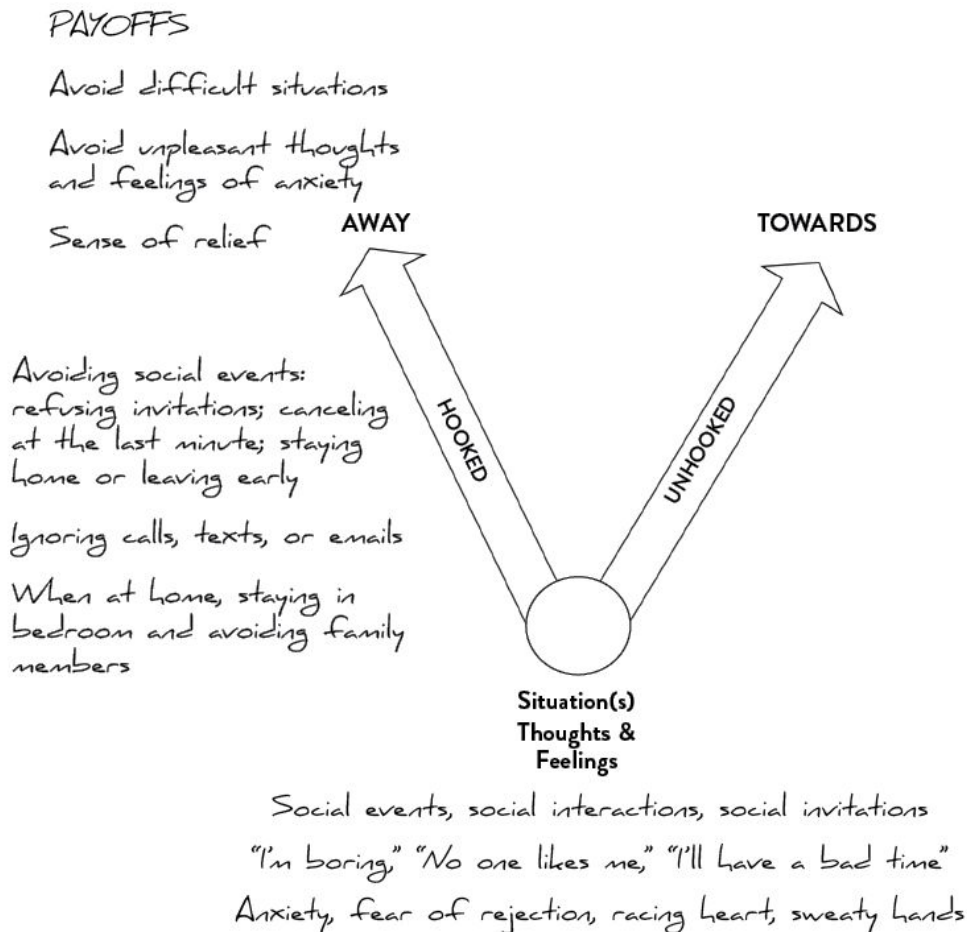 PAYOFFS
Avoid difficult situations
Avoid unpleasant thoughts
and feelings of anxiety
Sense of relief
AWAY
TOWARDS
Avoiding social events:
refusing invitations; canceling
at the last minute; staying
home or leaving early
Ignoring calls, texts, or emails
When at home, staying in
bedroom and avoiding family
members
HOOKED
UNHOOKED
Situation(s)
Thoughts &
Feelings
Social events, social interactions, social invitations
“I’m boring,” “No one likes me,” “I’ll have a bad time”
Anxiety, fear of rejection, racing heart, sweaty hands